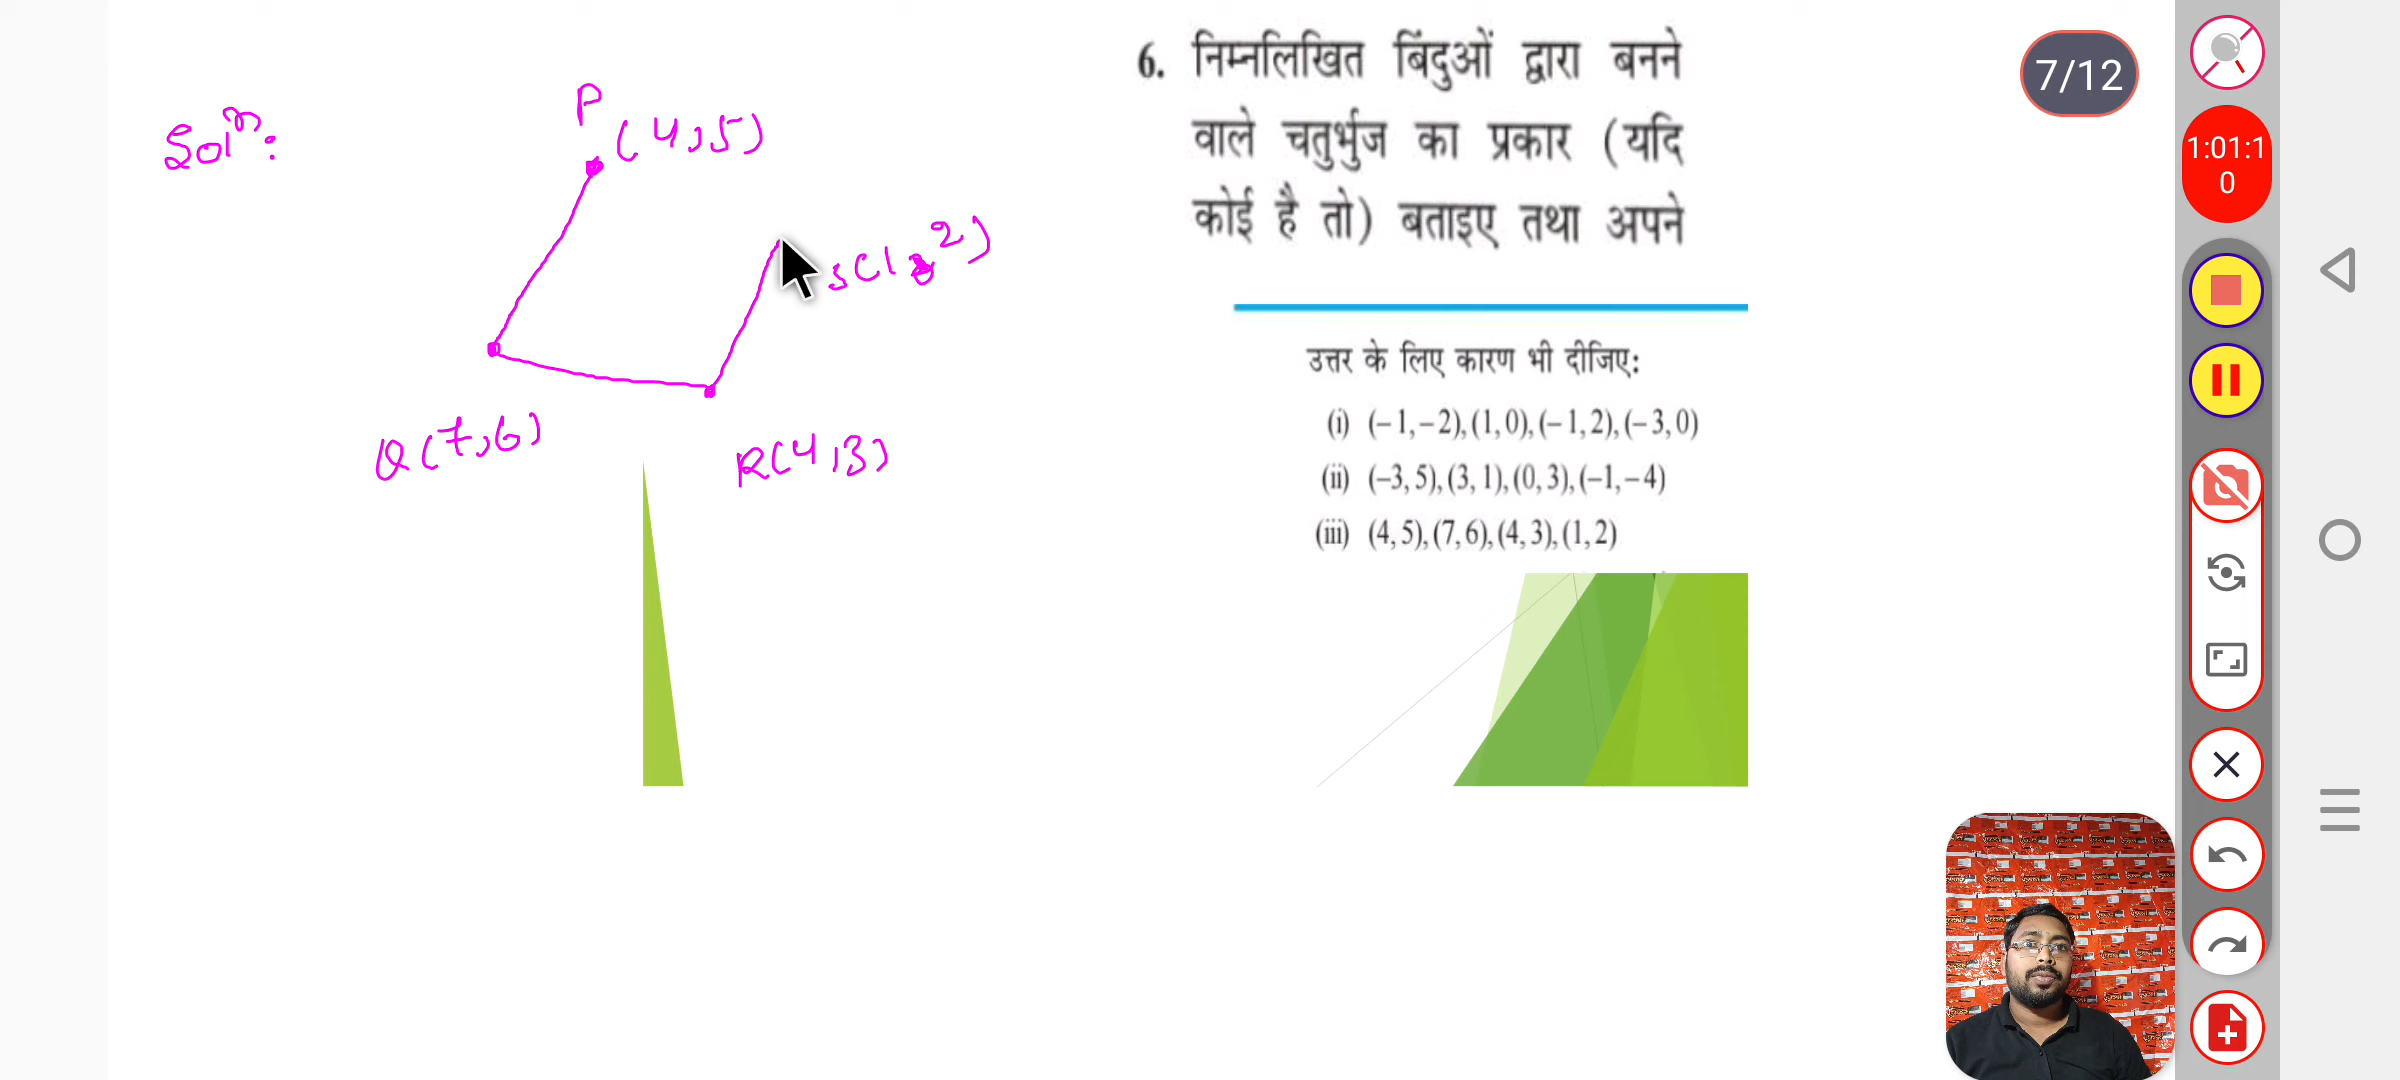 Solⁿ:
P
(4,5)
S(1,2)
Q(7,6)
R(4,3)
6. निम्नलिखित बिंदुओं द्वारा बनने
वाले चतुर्भुज का प्रकार (यदि
कोई है तो) बताइए तथा अपने
उत्तर के लिए कारण भी दीजिए:
(i) (–1,–2),(1,0),(–1,2),(–3,0)
(ii) (–3,5),(3,1),(0,3),(–1,–4)
(iii) (4,5),(7,6),(4,3),(1,2)
7/12
1:01:1
0